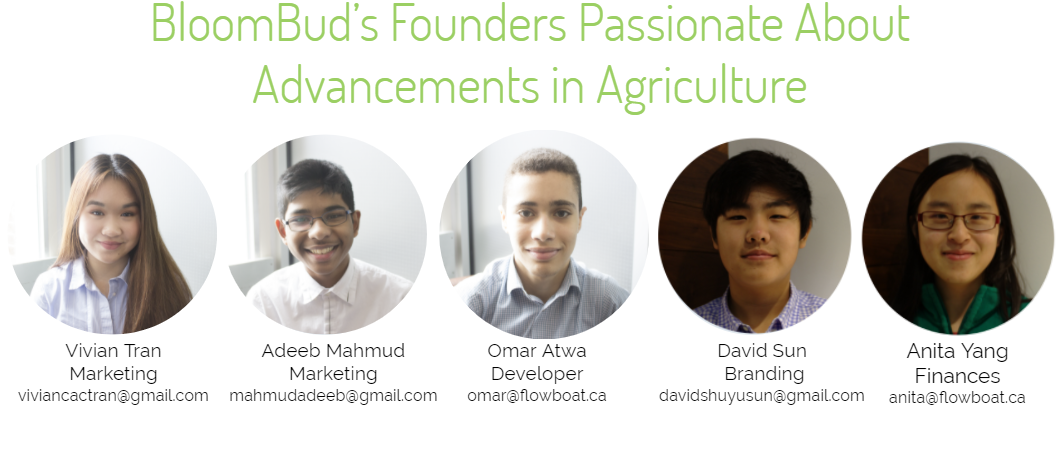 BloomBud's Founders Passionate About
Advancements in Agriculture
Vivian Tran
Marketing
viviancactran@gmail.com
Adeeb Mahmud
Marketing
mahmudadeeb@gmail.com
Omar Atwa
Developer
omar@flowboat.ca
David Sun
Branding
davidshuyusun@gmail.com
Anita Yang
Finances
anita@flowboat.ca